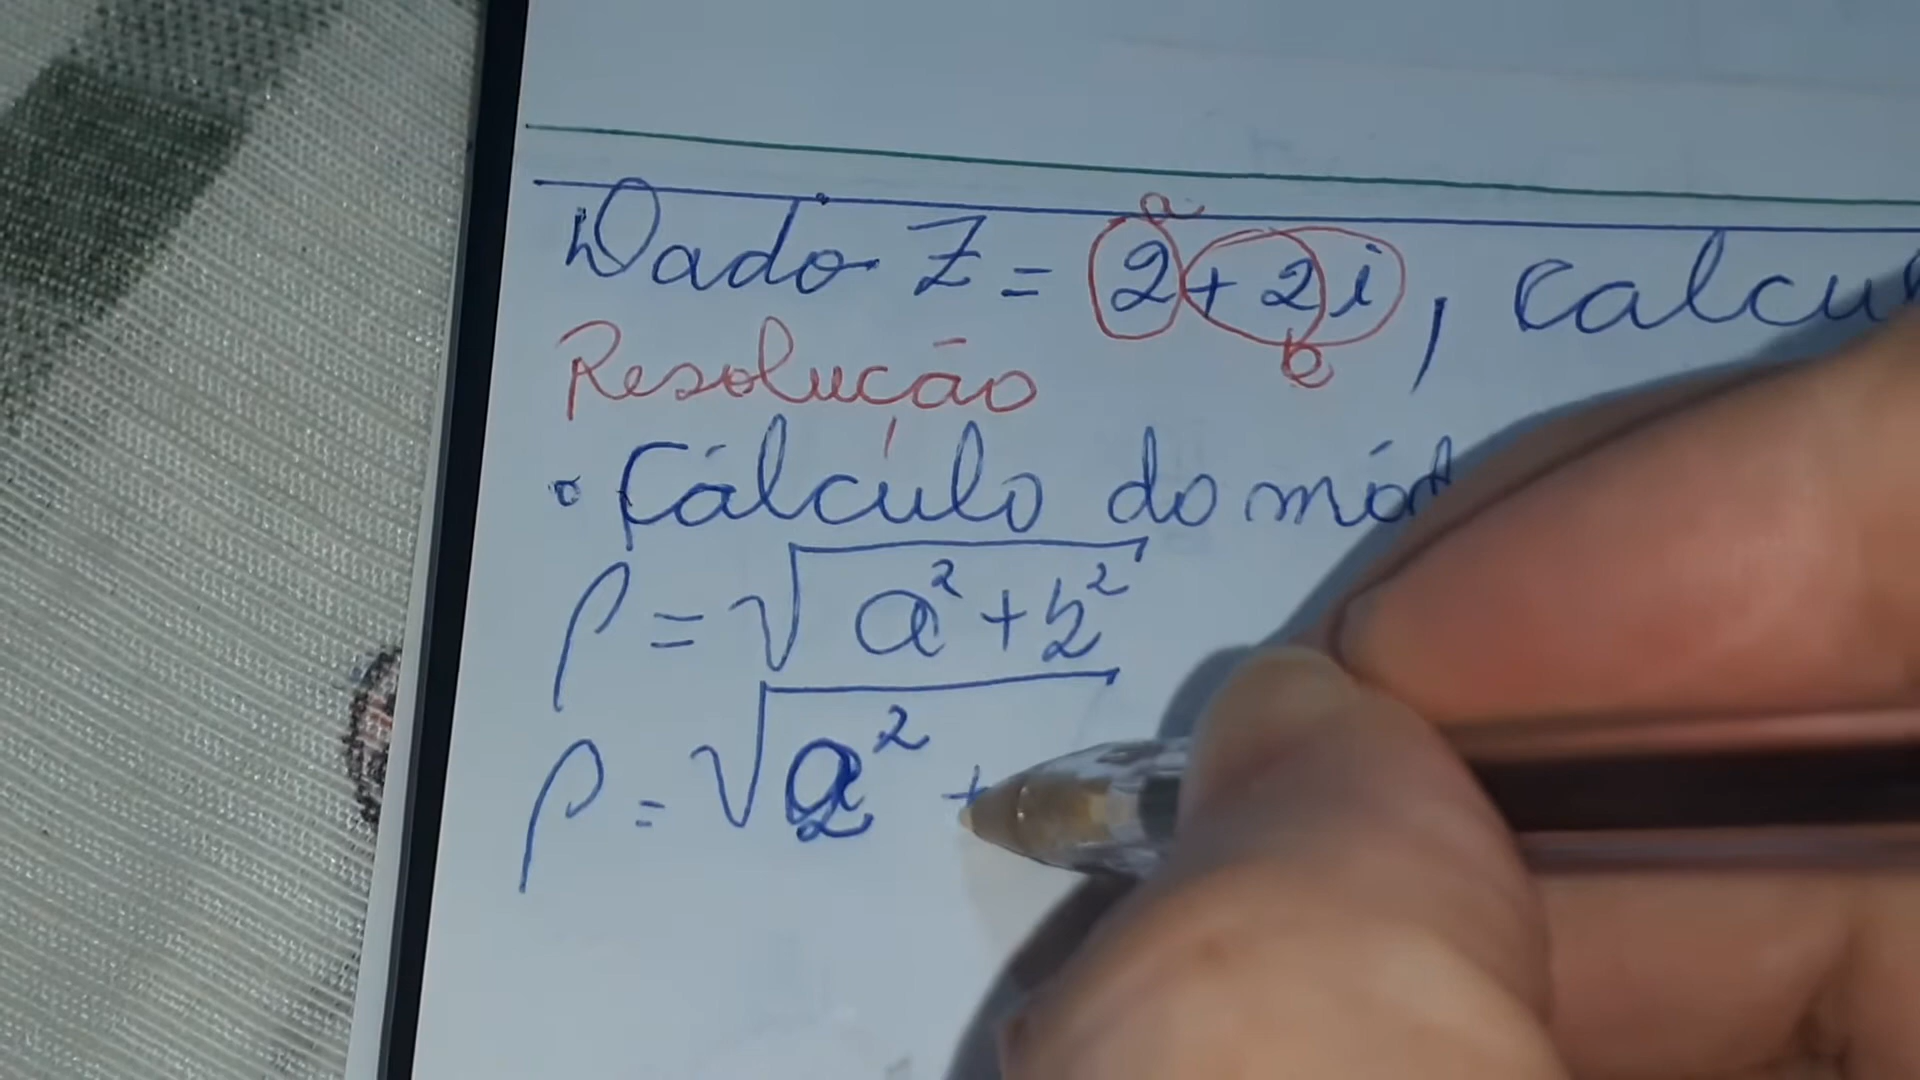 a
Dado Z = 2 + 2i, calcu
b
Resolução
• Cálculo do mód
ρ = √a² + b²
ρ = √2² +